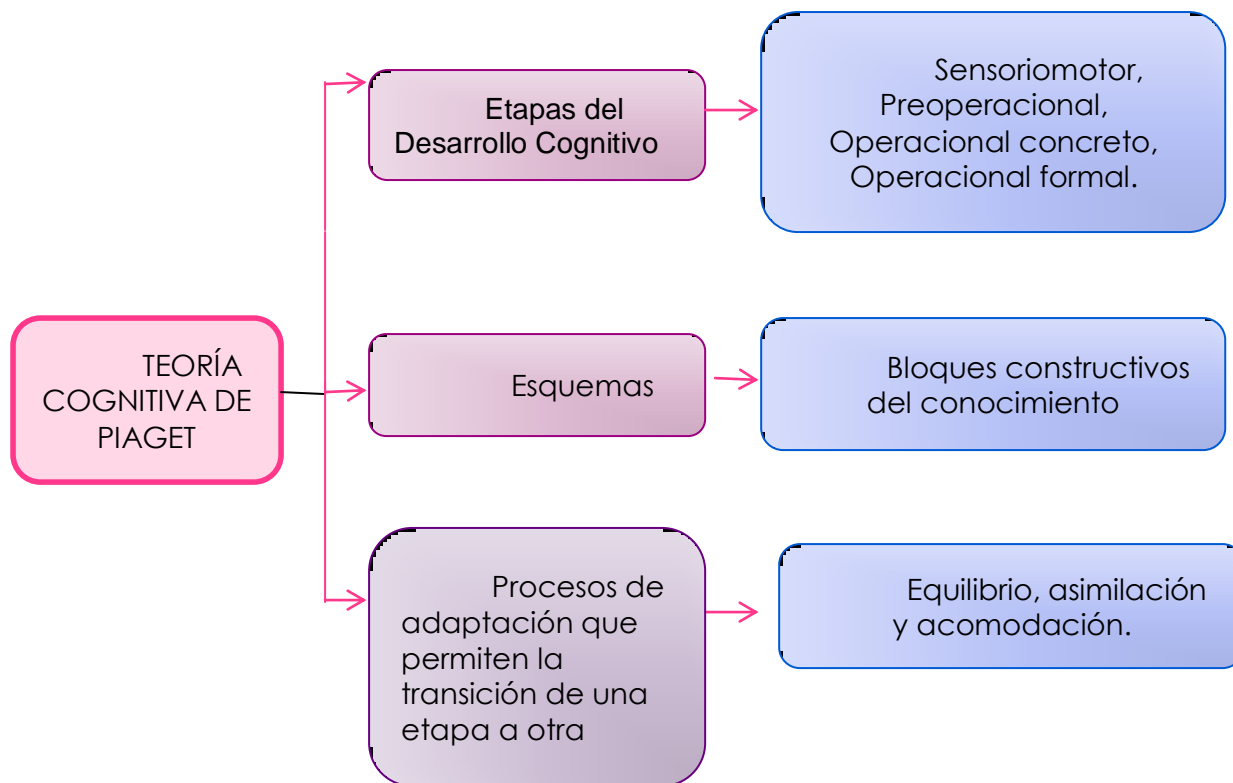 Etapas del
Desarrollo Cognitivo
Sensoriomotor,
Preoperacional,
Operacional concreto,
Operacional formal.
TEORÍA
COGNITIVA DE
PIAGET
Esquemas
Bloques constructivos
del conocimiento
Procesos de
adaptación que
permiten la
transición de una
etapa a otra
Equilibrio, asimilación
y acomodación.